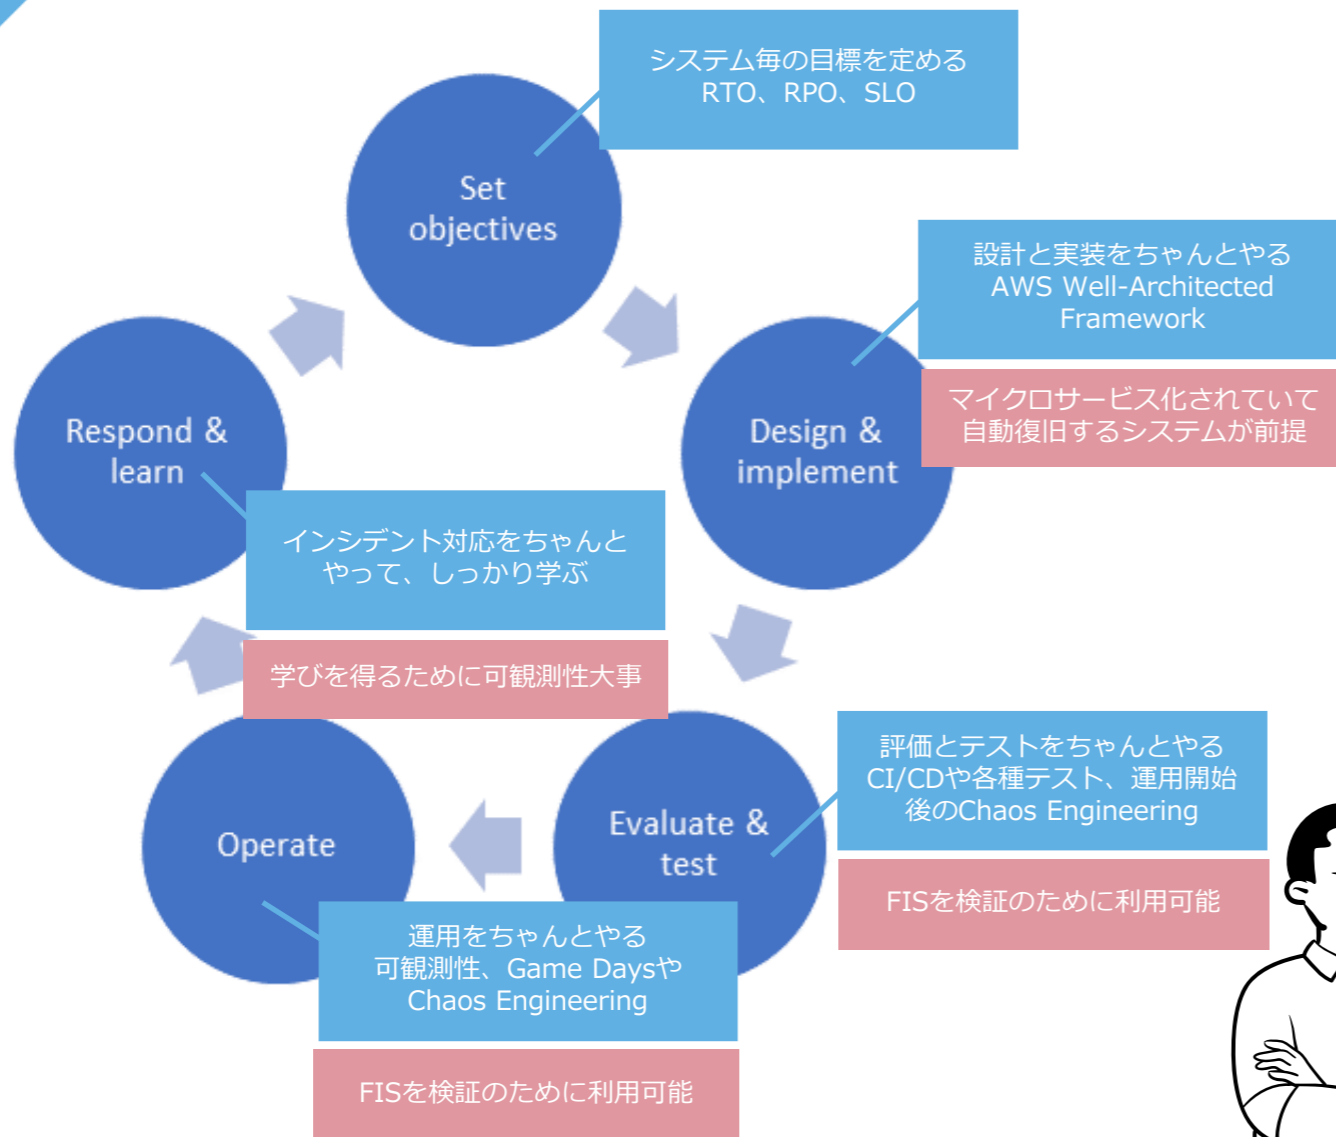 システム毎の目標を定める
RTO、RPO、SLO
Set
objectives
設計と実装をちゃんとやる
AWS Well-Architected
Framework
マイクロサービス化されていて
自動復旧するシステムが前提
Design &
implement
Respond &
learn
インシデント対応をちゃんと
やって、しっかり学ぶ
学びを得るために可観測性大事
評価とテストをちゃんとやる
CI/CDや各種テスト、運用開始
後のChaos Engineering
Evaluate &
test
FISを検証のために利用可能
Operate
運用をちゃんとやる
可観測性、Game Daysや
Chaos Engineering
FISを検証のために利用可能